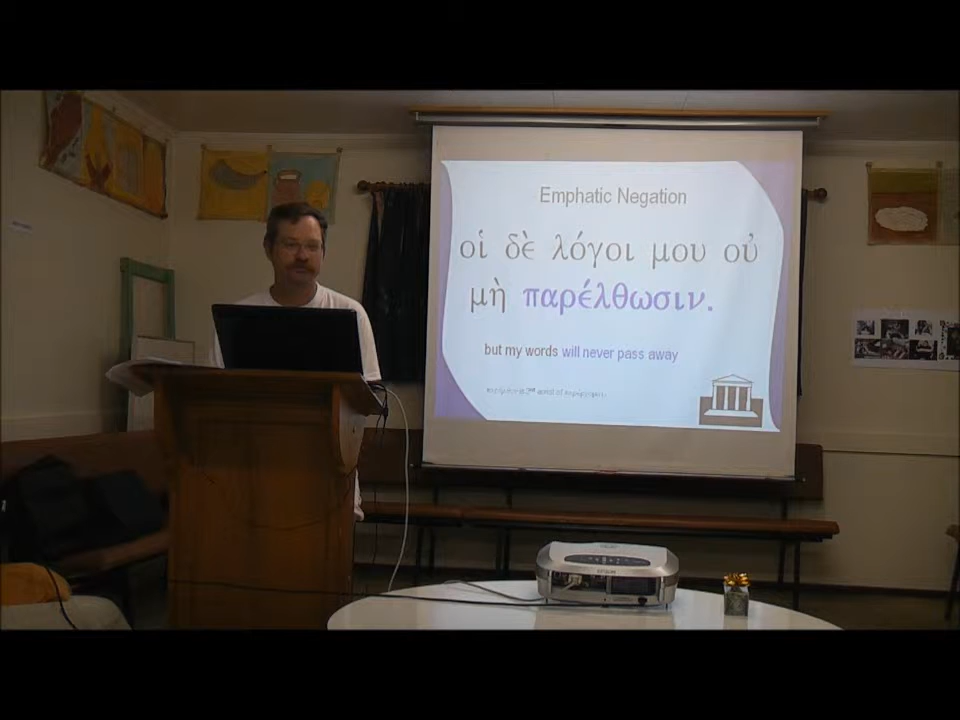 Emphatic Negation
οἱ δὲ λόγοι μου οὐ
μὴ παρέλθωσιν.
but my words will never pass away